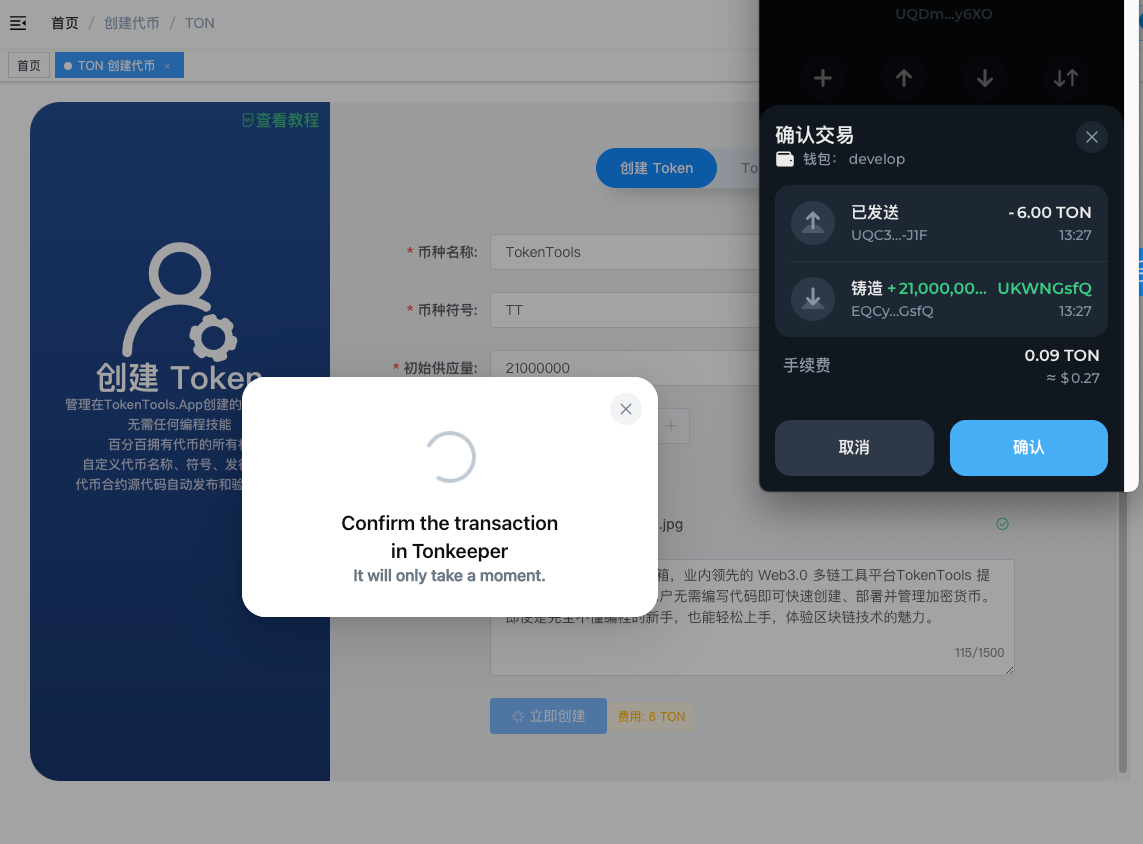 首页 / 创建代币 / TON
首页
TON 创建代币 ×
查看教程
创建 Token
管理在TokenTools.App创建的
无需任何编程技能
百分百拥有代币的所有
自定义代币名称、符号、发
代币合约源代码自动发布和验
创建 Token
To
* 币种名称: TokenTools
* 币种符号: TT
* 初始供应量: 21000000
.jpg
箱，业内领先的 Web3.0 多链工具平台TokenTools 提
户无需编写代码即可快速创建、部署并管理加密货币。
即使是完全不懂编程的新手，也能轻松上手，体验区块链技术的魅力。
115/1500
立即创建
费用: 6 TON
Confirm the transaction
in Tonkeeper
It will only take a moment.
UQDm...y6XO
确认交易
钱包： develop
已发送 - 6.00 TON
UQC3...-J1F 13:27
铸造 + 21,000,00... UKWNGsfQ
EQCy...GsfQ 13:27
手续费 0.09 TON
≈ $ 0.27
取消
确认